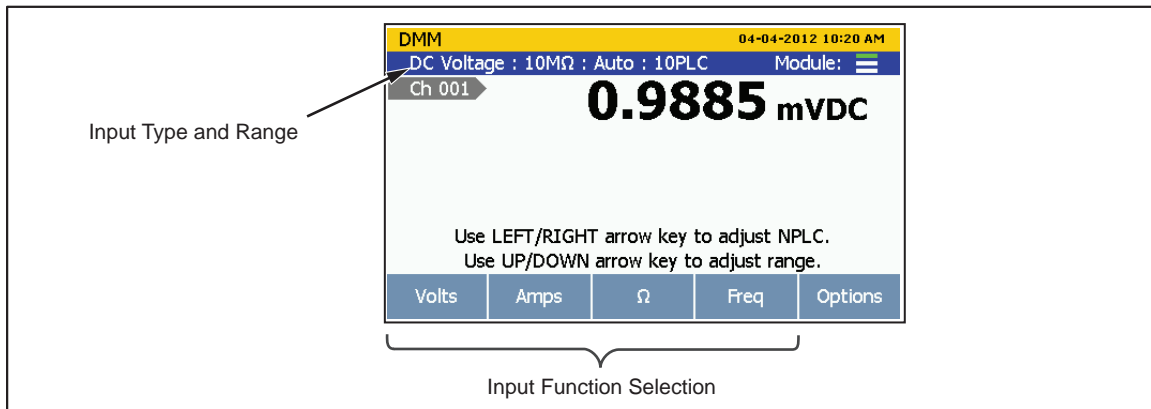 DMM 04-04-2012 10:20 AM
DC Voltage : 10MΩ : Auto : 10PLC Module:
Ch 001
0.9885 mVDC
Input Type and Range
Use LEFT/RIGHT arrow key to adjust NPLC.
Use UP/DOWN arrow key to adjust range.
Volts Amps Ω Freq Options
Input Function Selection